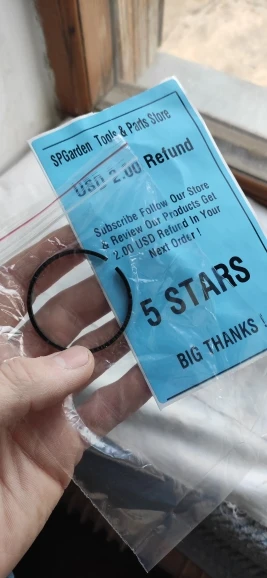 SPGarden Tools & Parts Store
USD 2.00 Refund
Subscribe Follow Our Store
& Review Our Products Get
2.00 USD Refund In Your
Next Order !
5 STARS
BIG THANKS !